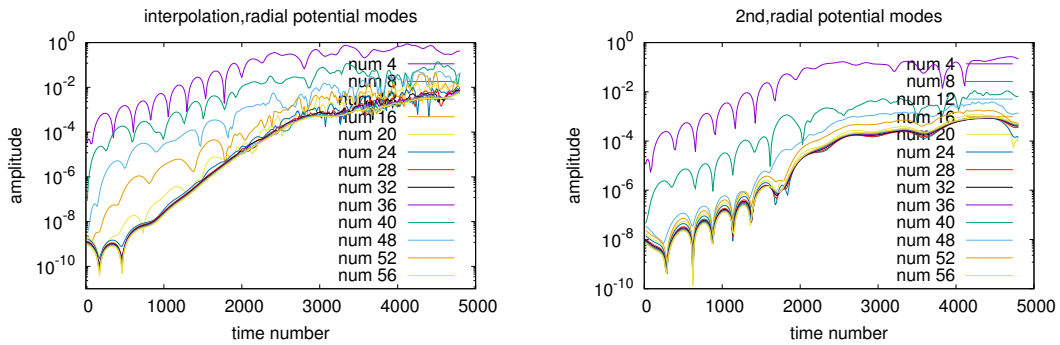 interpolation,radial potential modes
10^0
10^-2
10^-4
10^-6
10^-8
10^-10
amplitude
0 1000 2000 3000 4000 5000
time number
num 4
num 8
num 16
num 20
num 24
num 28
num 32
num 36
num 40
num 48
num 52
num 56
2nd,radial potential modes
10^0
10^-2
10^-4
10^-6
10^-8
10^-10
amplitude
0 1000 2000 3000 4000 5000
time number
num 4
num 8
num 12
num 16
num 20
num 24
num 28
num 32
num 36
num 40
num 48
num 52
num 56